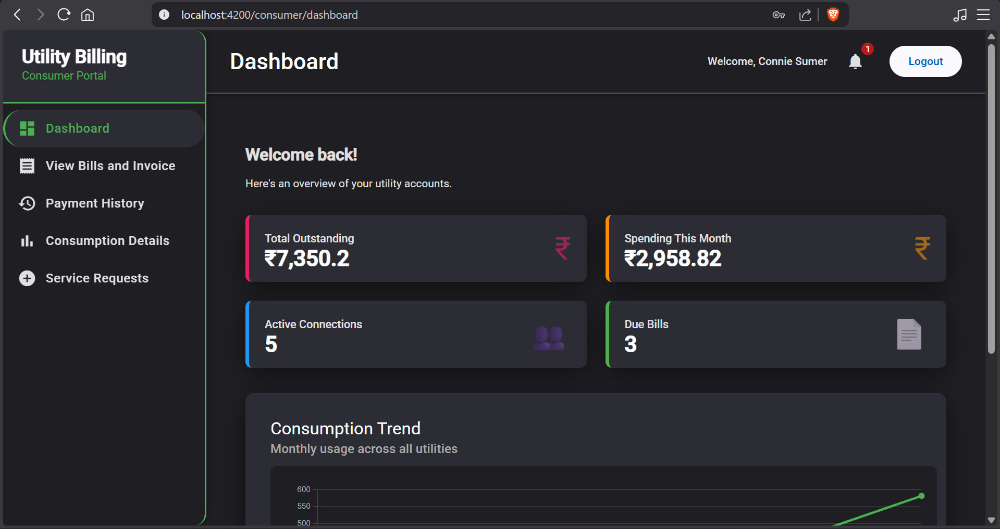 localhost:4200/consumer/dashboard
Utility Billing
Consumer Portal
Dashboard
View Bills and Invoice
Payment History
Consumption Details
Service Requests
Dashboard
Welcome, Connie Sumer
1
Logout
Welcome back!
Here's an overview of your utility accounts.
Total Outstanding
₹7,350.2
₹
Spending This Month
₹2,958.82
₹
Active Connections
5
Due Bills
3
Consumption Trend
Monthly usage across all utilities
600
550
500